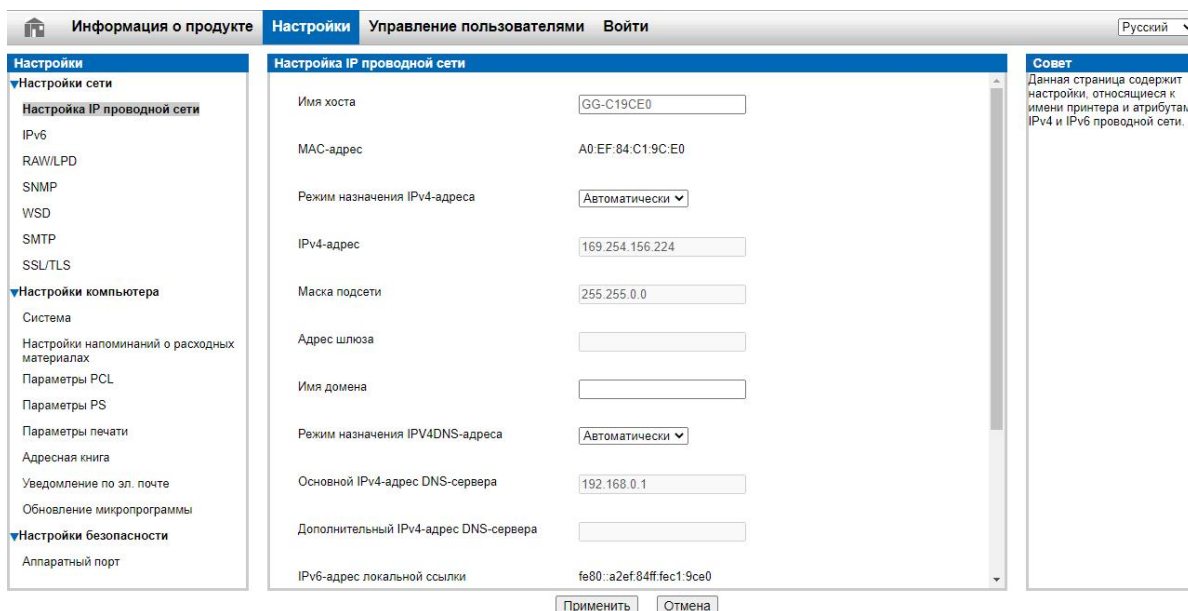 Информация о продукте Настройки Управление пользователями Войти Русский
Настройки
▼Настройки сети
Настройка IP проводной сети
IPv6
RAW/LPD
SNMP
WSD
SMTP
SSL/TLS
▼Настройки компьютера
Система
Настройки напоминаний о расходных
материалах
Параметры PCL
Параметры PS
Параметры печати
Адресная книга
Уведомление по эл. почте
Обновление микропрограммы
▼Настройки безопасности
Аппаратный порт
Настройка IP проводной сети
Имя хоста GG-C19CE0
MAC-адрес A0:EF:84:C1:9C:E0
Режим назначения IPv4-адреса Автоматически
IPv4-адрес 169.254.156.224
Маска подсети 255.255.0.0
Адрес шлюза
Имя домена
Режим назначения IPV4DNS-адреса Автоматически
Основной IPv4-адрес DNS-сервера 192.168.0.1
Дополнительный IPv4-адрес DNS-сервера
IPv6-адрес локальной ссылки fe80::a2ef:84ff:fec1:9ce0
Применить Отмена
Совет
Данная страница содержит
настройки, относящиеся к
имени принтера и атрибутам
IPv4 и IPv6 проводной сети.